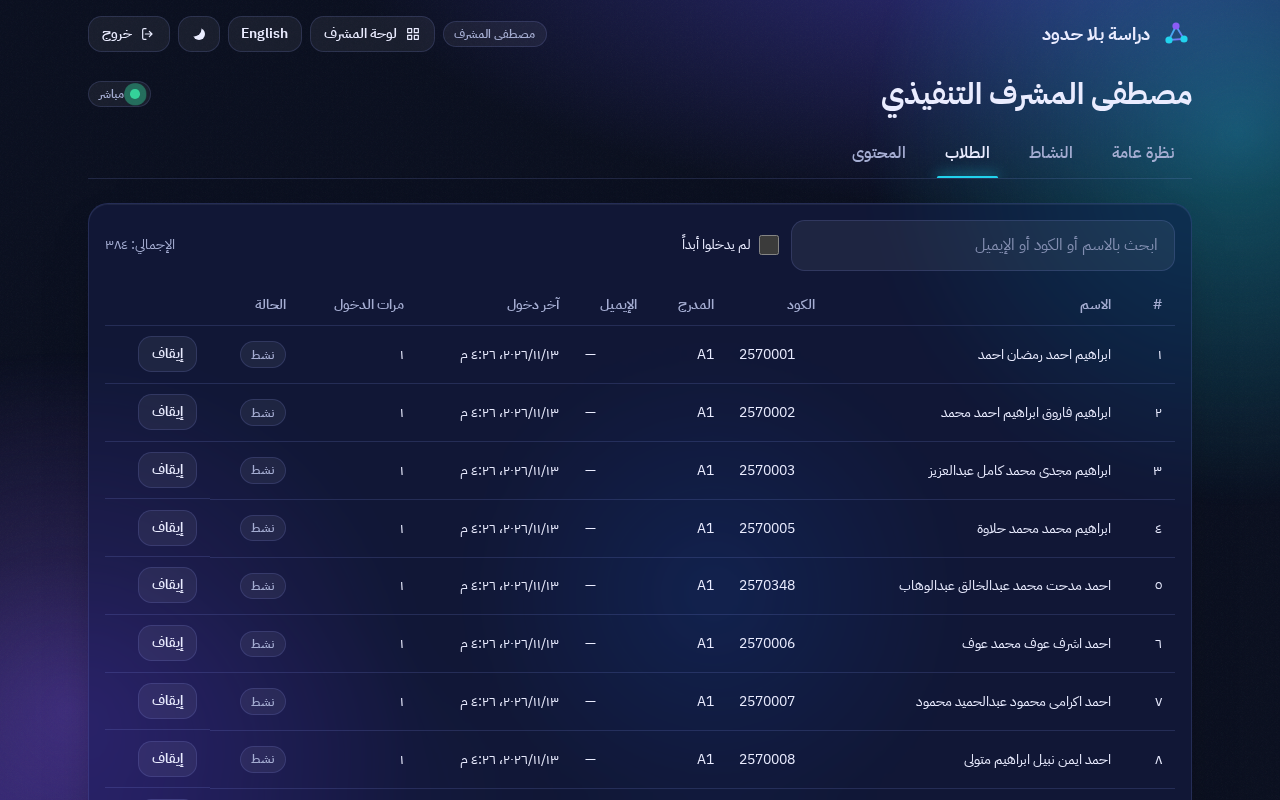 دراسة بلا حدود
مصطفى المشرف
لوحة المشرف
English
خروج
مصطفى المشرف التنفيذي
مباشر
نظرة عامة
النشاط
الطلاب
المحتوى
ابحث بالاسم أو الكود أو الإيميل
لم يدخلوا أبداً
الإجمالي: ٣٨٤
# الاسم الكود المدرج الإيميل آخر دخول مرات الدخول الحالة
١ ابراهيم احمد رمضان احمد 2570001 A1 — ٢٠٢٦/١١/١٣، ٤:٢٦ م ١ نشط إيقاف
٢ ابراهيم فاروق ابراهيم احمد محمد 2570002 A1 — ٢٠٢٦/١١/١٣، ٤:٢٦ م ١ نشط إيقاف
٣ ابراهيم مجدى محمد كامل عبدالعزيز 2570003 A1 — ٢٠٢٦/١١/١٣، ٤:٢٦ م ١ نشط إيقاف
٤ ابراهيم محمد محمد حلاوة 2570005 A1 — ٢٠٢٦/١١/١٣، ٤:٢٦ م ١ نشط إيقاف
٥ احمد مدحت محمد عبدالخالق عبدالوهاب 2570348 A1 — ٢٠٢٦/١١/١٣، ٤:٢٦ م ١ نشط إيقاف
٦ احمد اشرف عوف محمد عوف 2570006 A1 — ٢٠٢٦/١١/١٣، ٤:٢٦ م ١ نشط إيقاف
٧ احمد اكرامى محمود عبدالحميد محمود 2570007 A1 — ٢٠٢٦/١١/١٣، ٤:٢٦ م ١ نشط إيقاف
٨ احمد ايمن نبيل ابراهيم متولى 2570008 A1 — ٢٠٢٦/١١/١٣، ٤:٢٦ م ١ نشط إيقاف